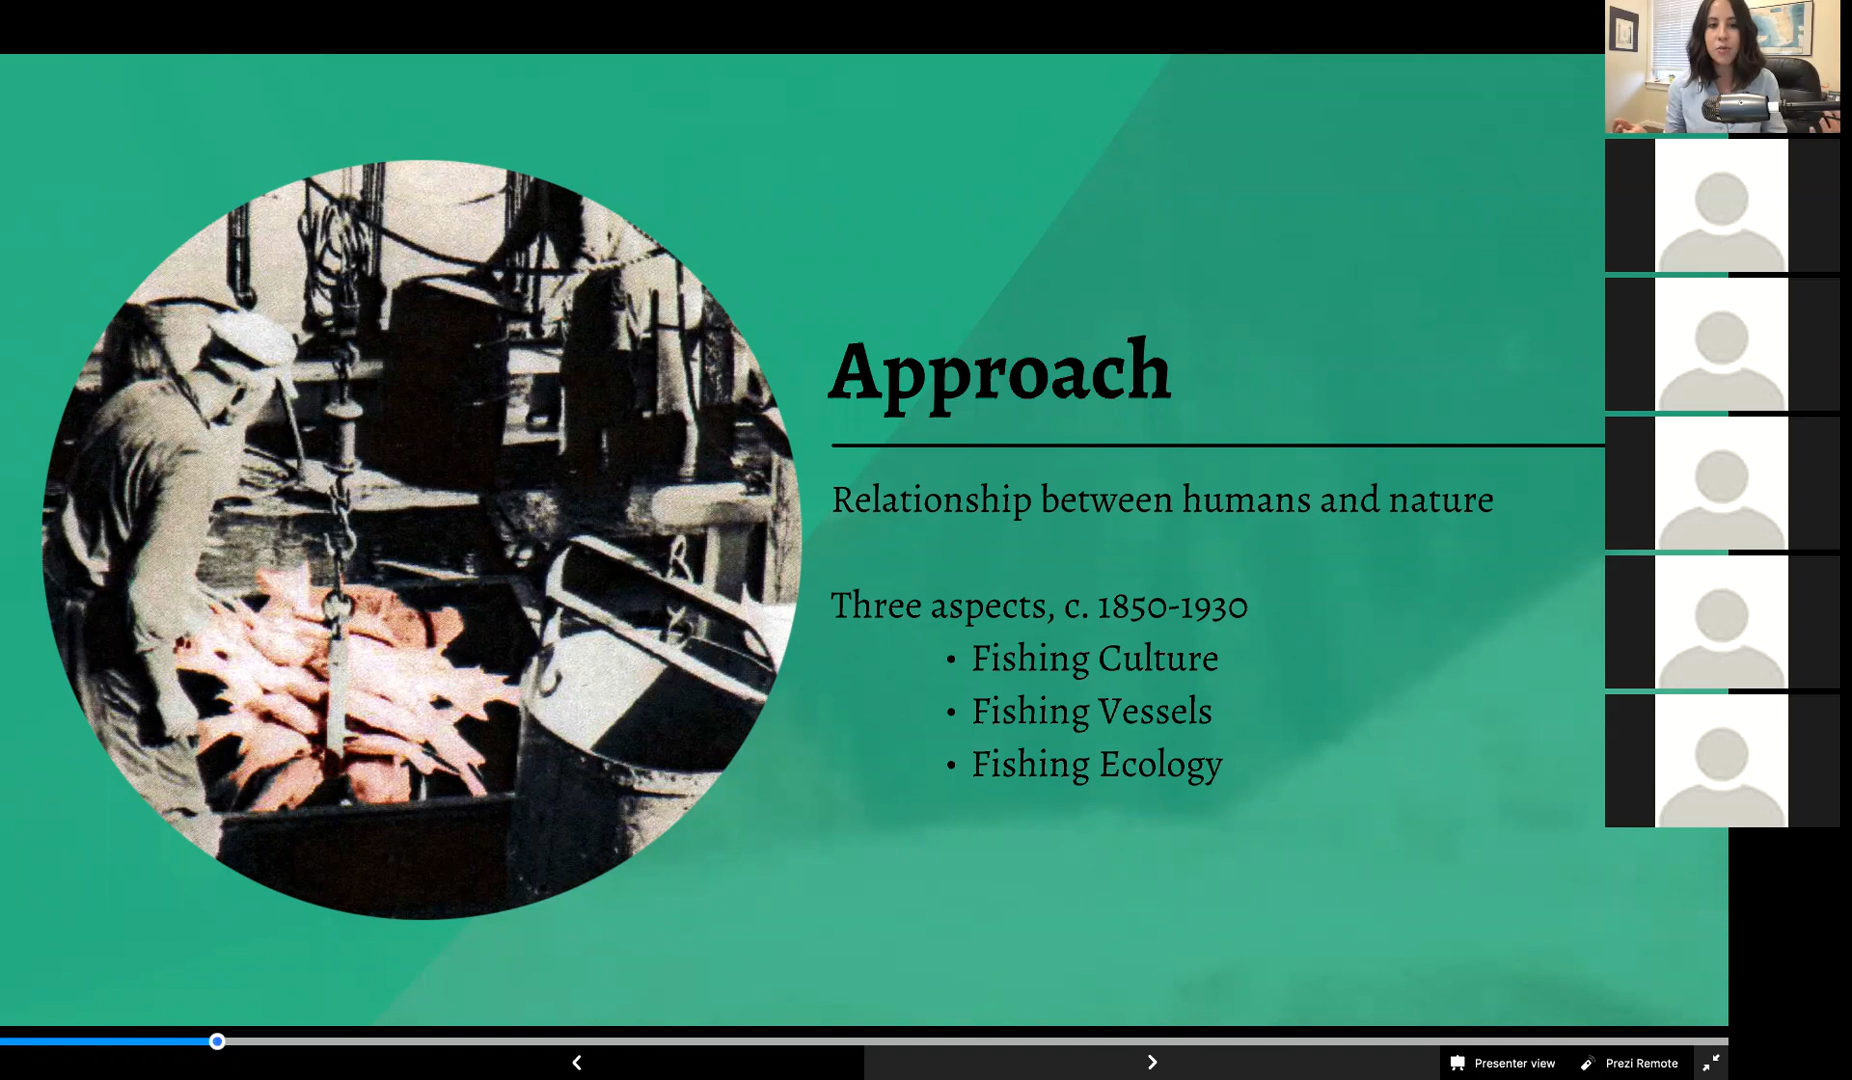 Approach
Relationship between humans and nature
Three aspects, c. 1850-1930
• Fishing Culture
• Fishing Vessels
• Fishing Ecology
Presenter view
Prezi Remote